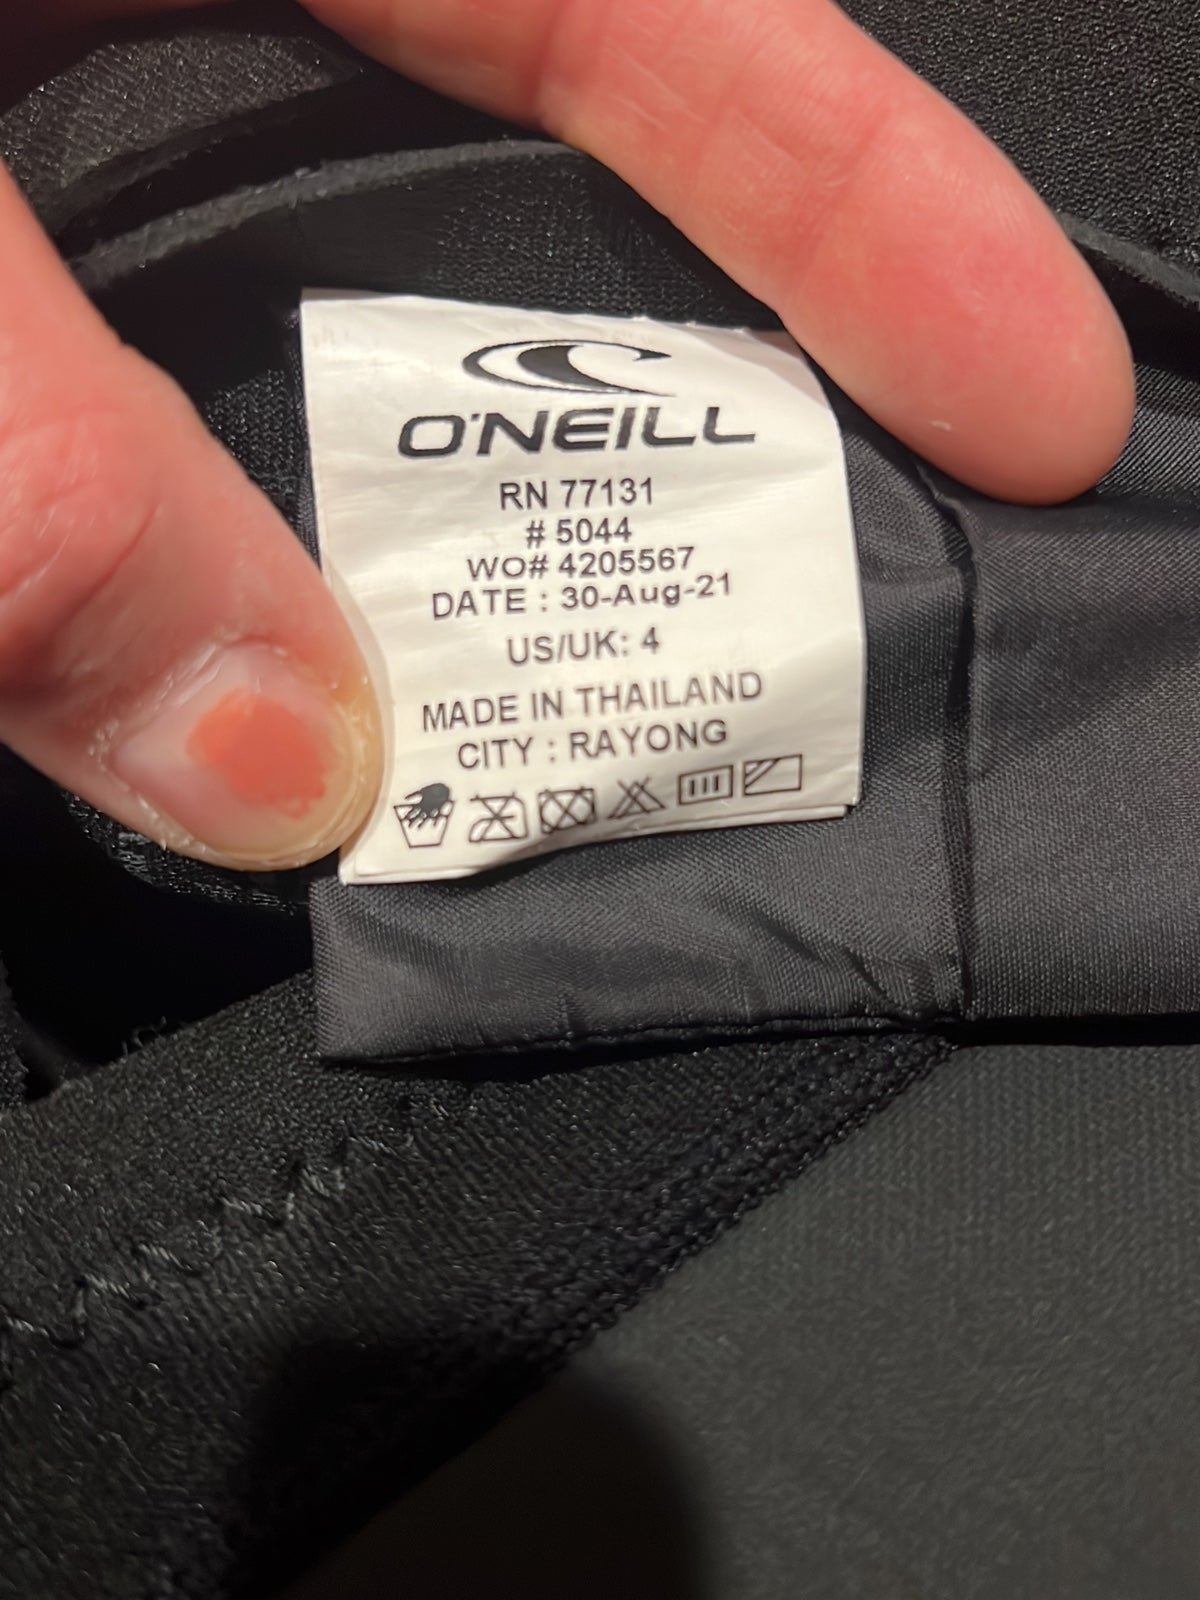 O'NEILL
RN 77131
# 5044
WO# 4205567
DATE : 30-Aug-21
US/UK: 4
MADE IN THAILAND
CITY : RAYONG